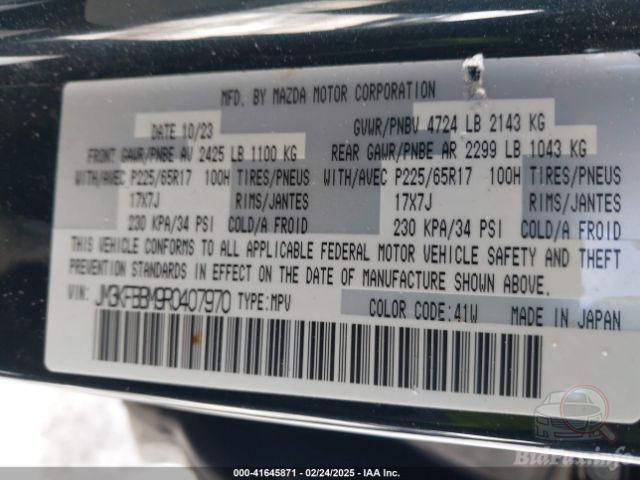 MFD. BY MAZDA MOTOR CORPORATION
DATE 10/23 GVWR/PNBV 4724 LB 2143 KG
FRONT GAWR/PNBE AV 2425 LB 1100 KG REAR GAWR/PNBE AR 2299 LB 1043 KG
WITH/AVEC P225/65R17 100H TIRES/PNEUS WITH/AVEC P225/65R17 100H TIRES/PNEUS
17X7J RIMS/JANTES 17X7J RIMS/JANTES
230 KPA/34 PSI COLD/A FROID 230 KPA/34 PSI COLD/A FROID
THIS VEHICLE CONFORMS TO ALL APPLICABLE FEDERAL MOTOR VEHICLE SAFETY AND THEFT
PREVENTION STANDARDS IN EFFECT ON THE DATE OF MANUFACTURE SHOWN ABOVE.
VIN: JM3KFBBM9R0407970 TYPE:MPV COLOR CODE:41W MADE IN JAPAN
BidFax.info
000-41645871 - 02/24/2025 - IAA Inc.